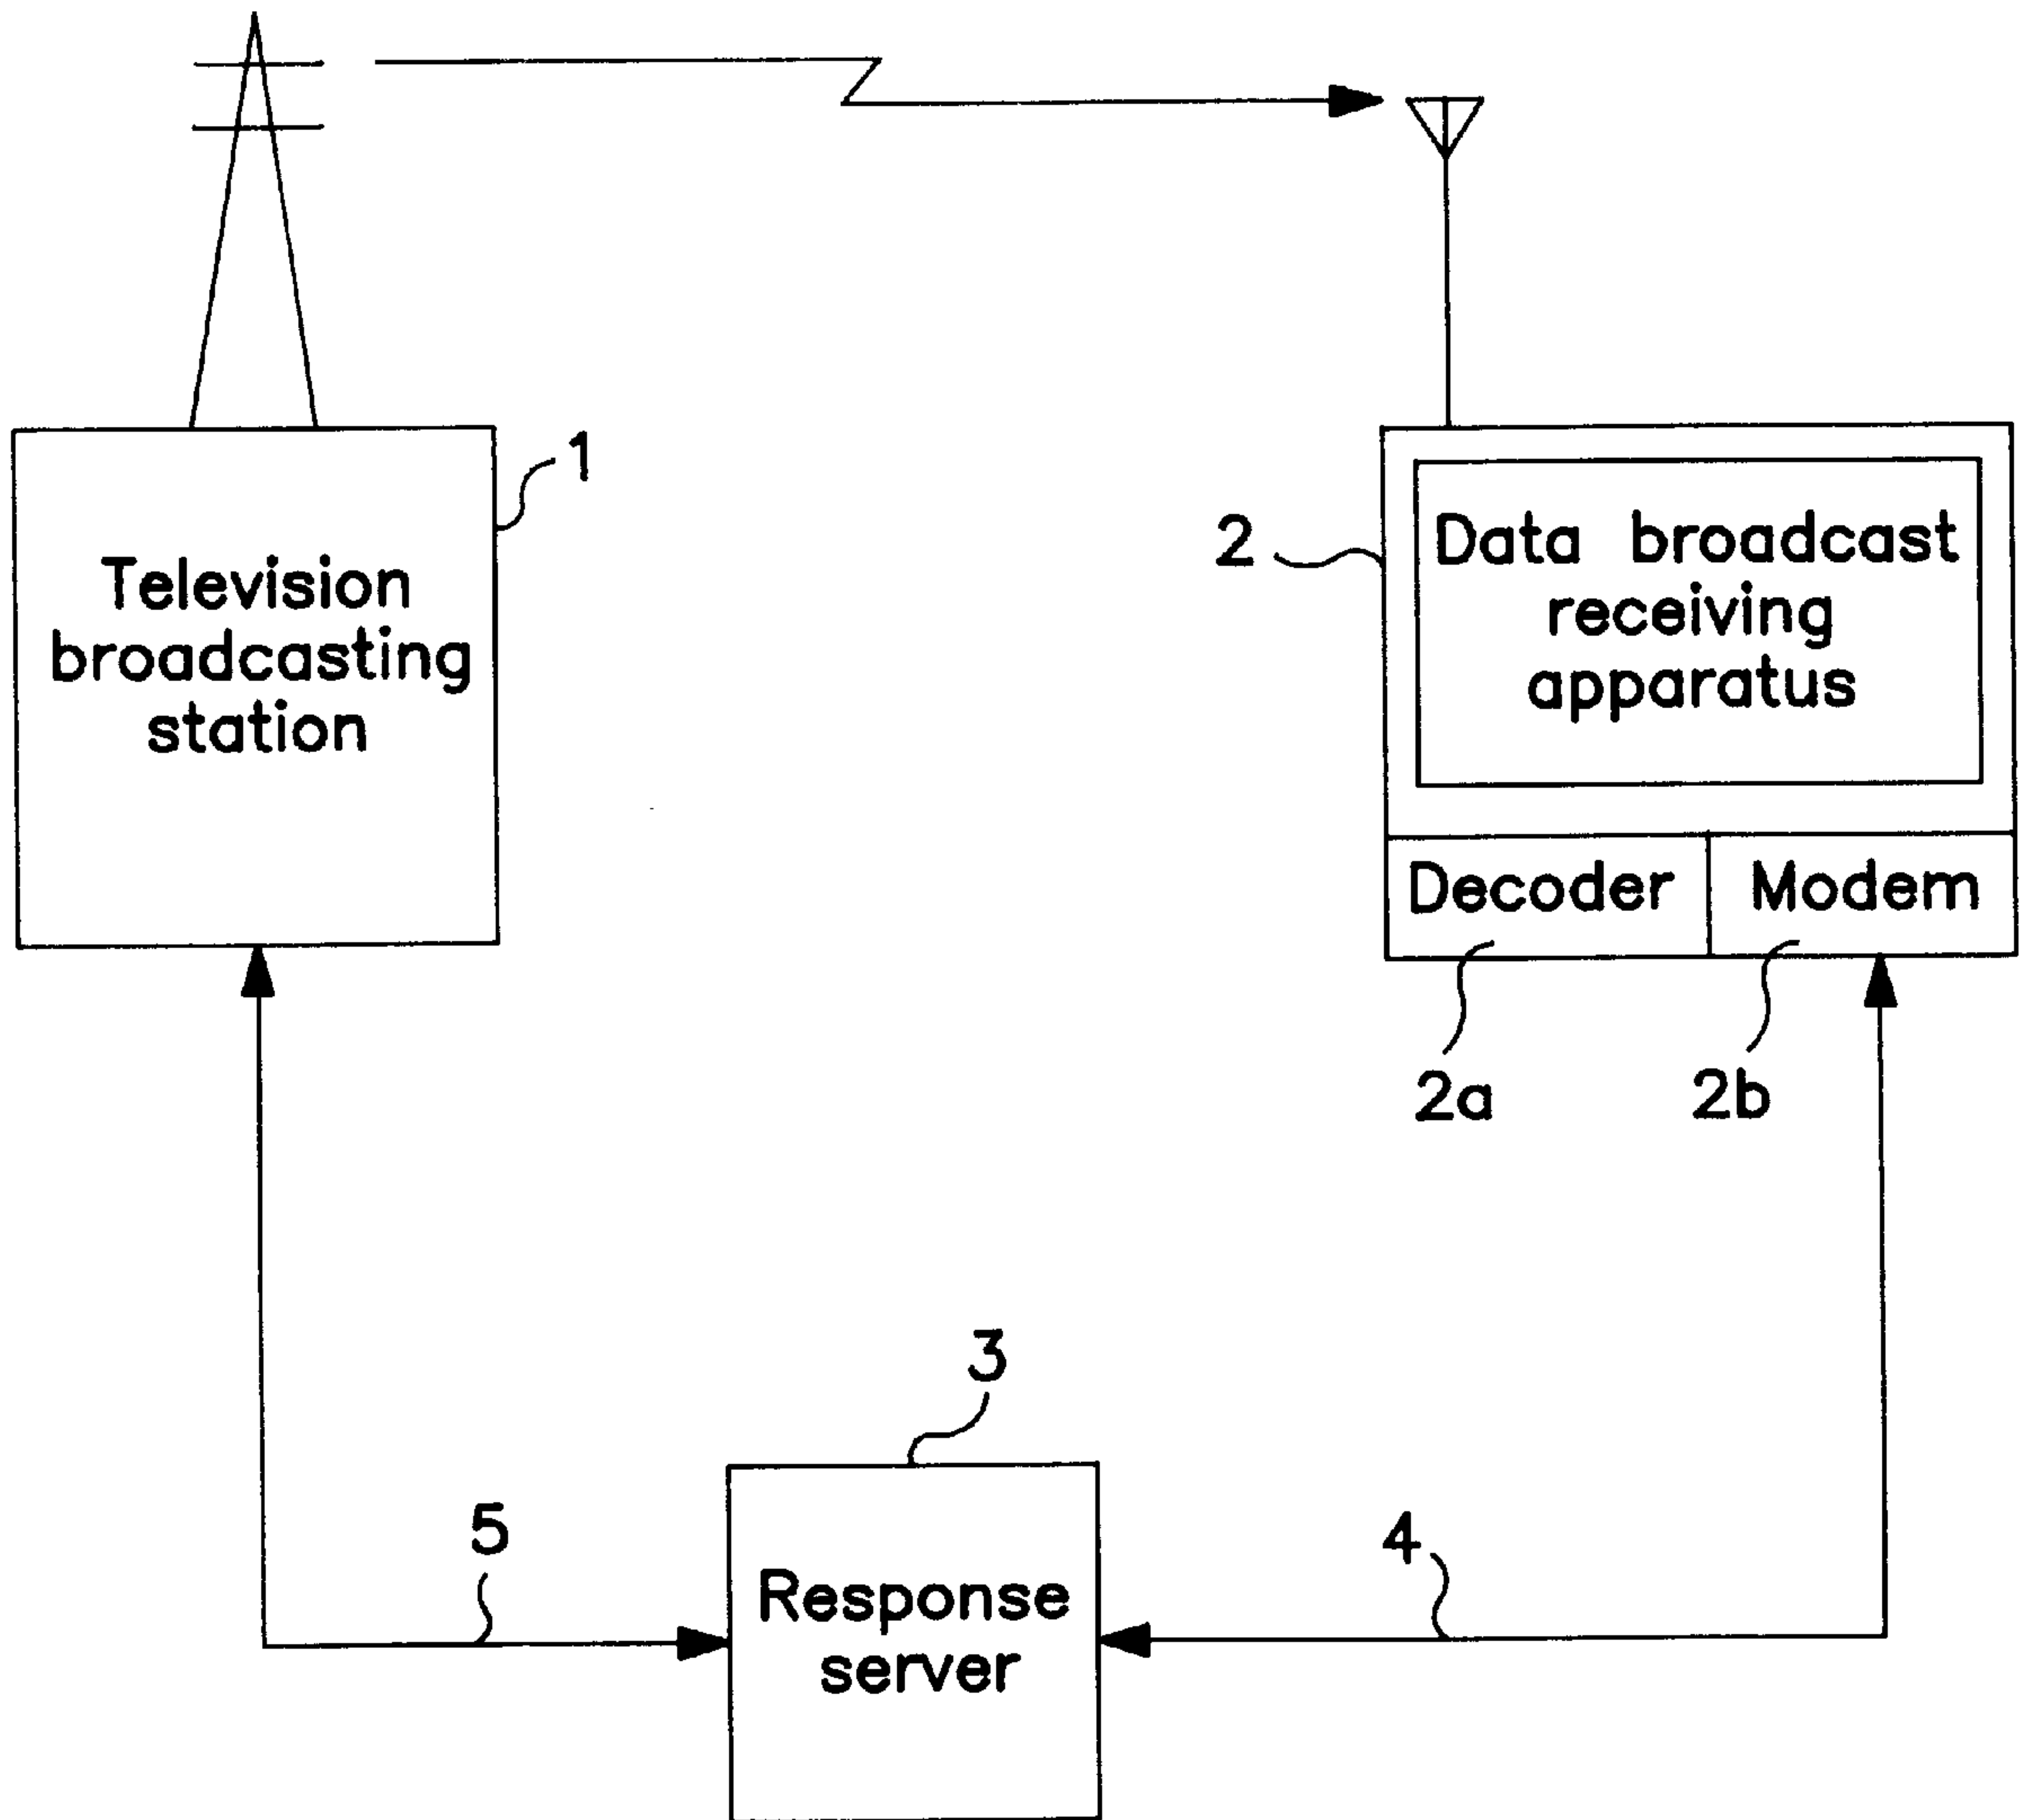 1
Television
broadcasting
station
2
Data broadcast
receiving
apparatus
Decoder
Modem
2a
2b
3
5
4
Response
server